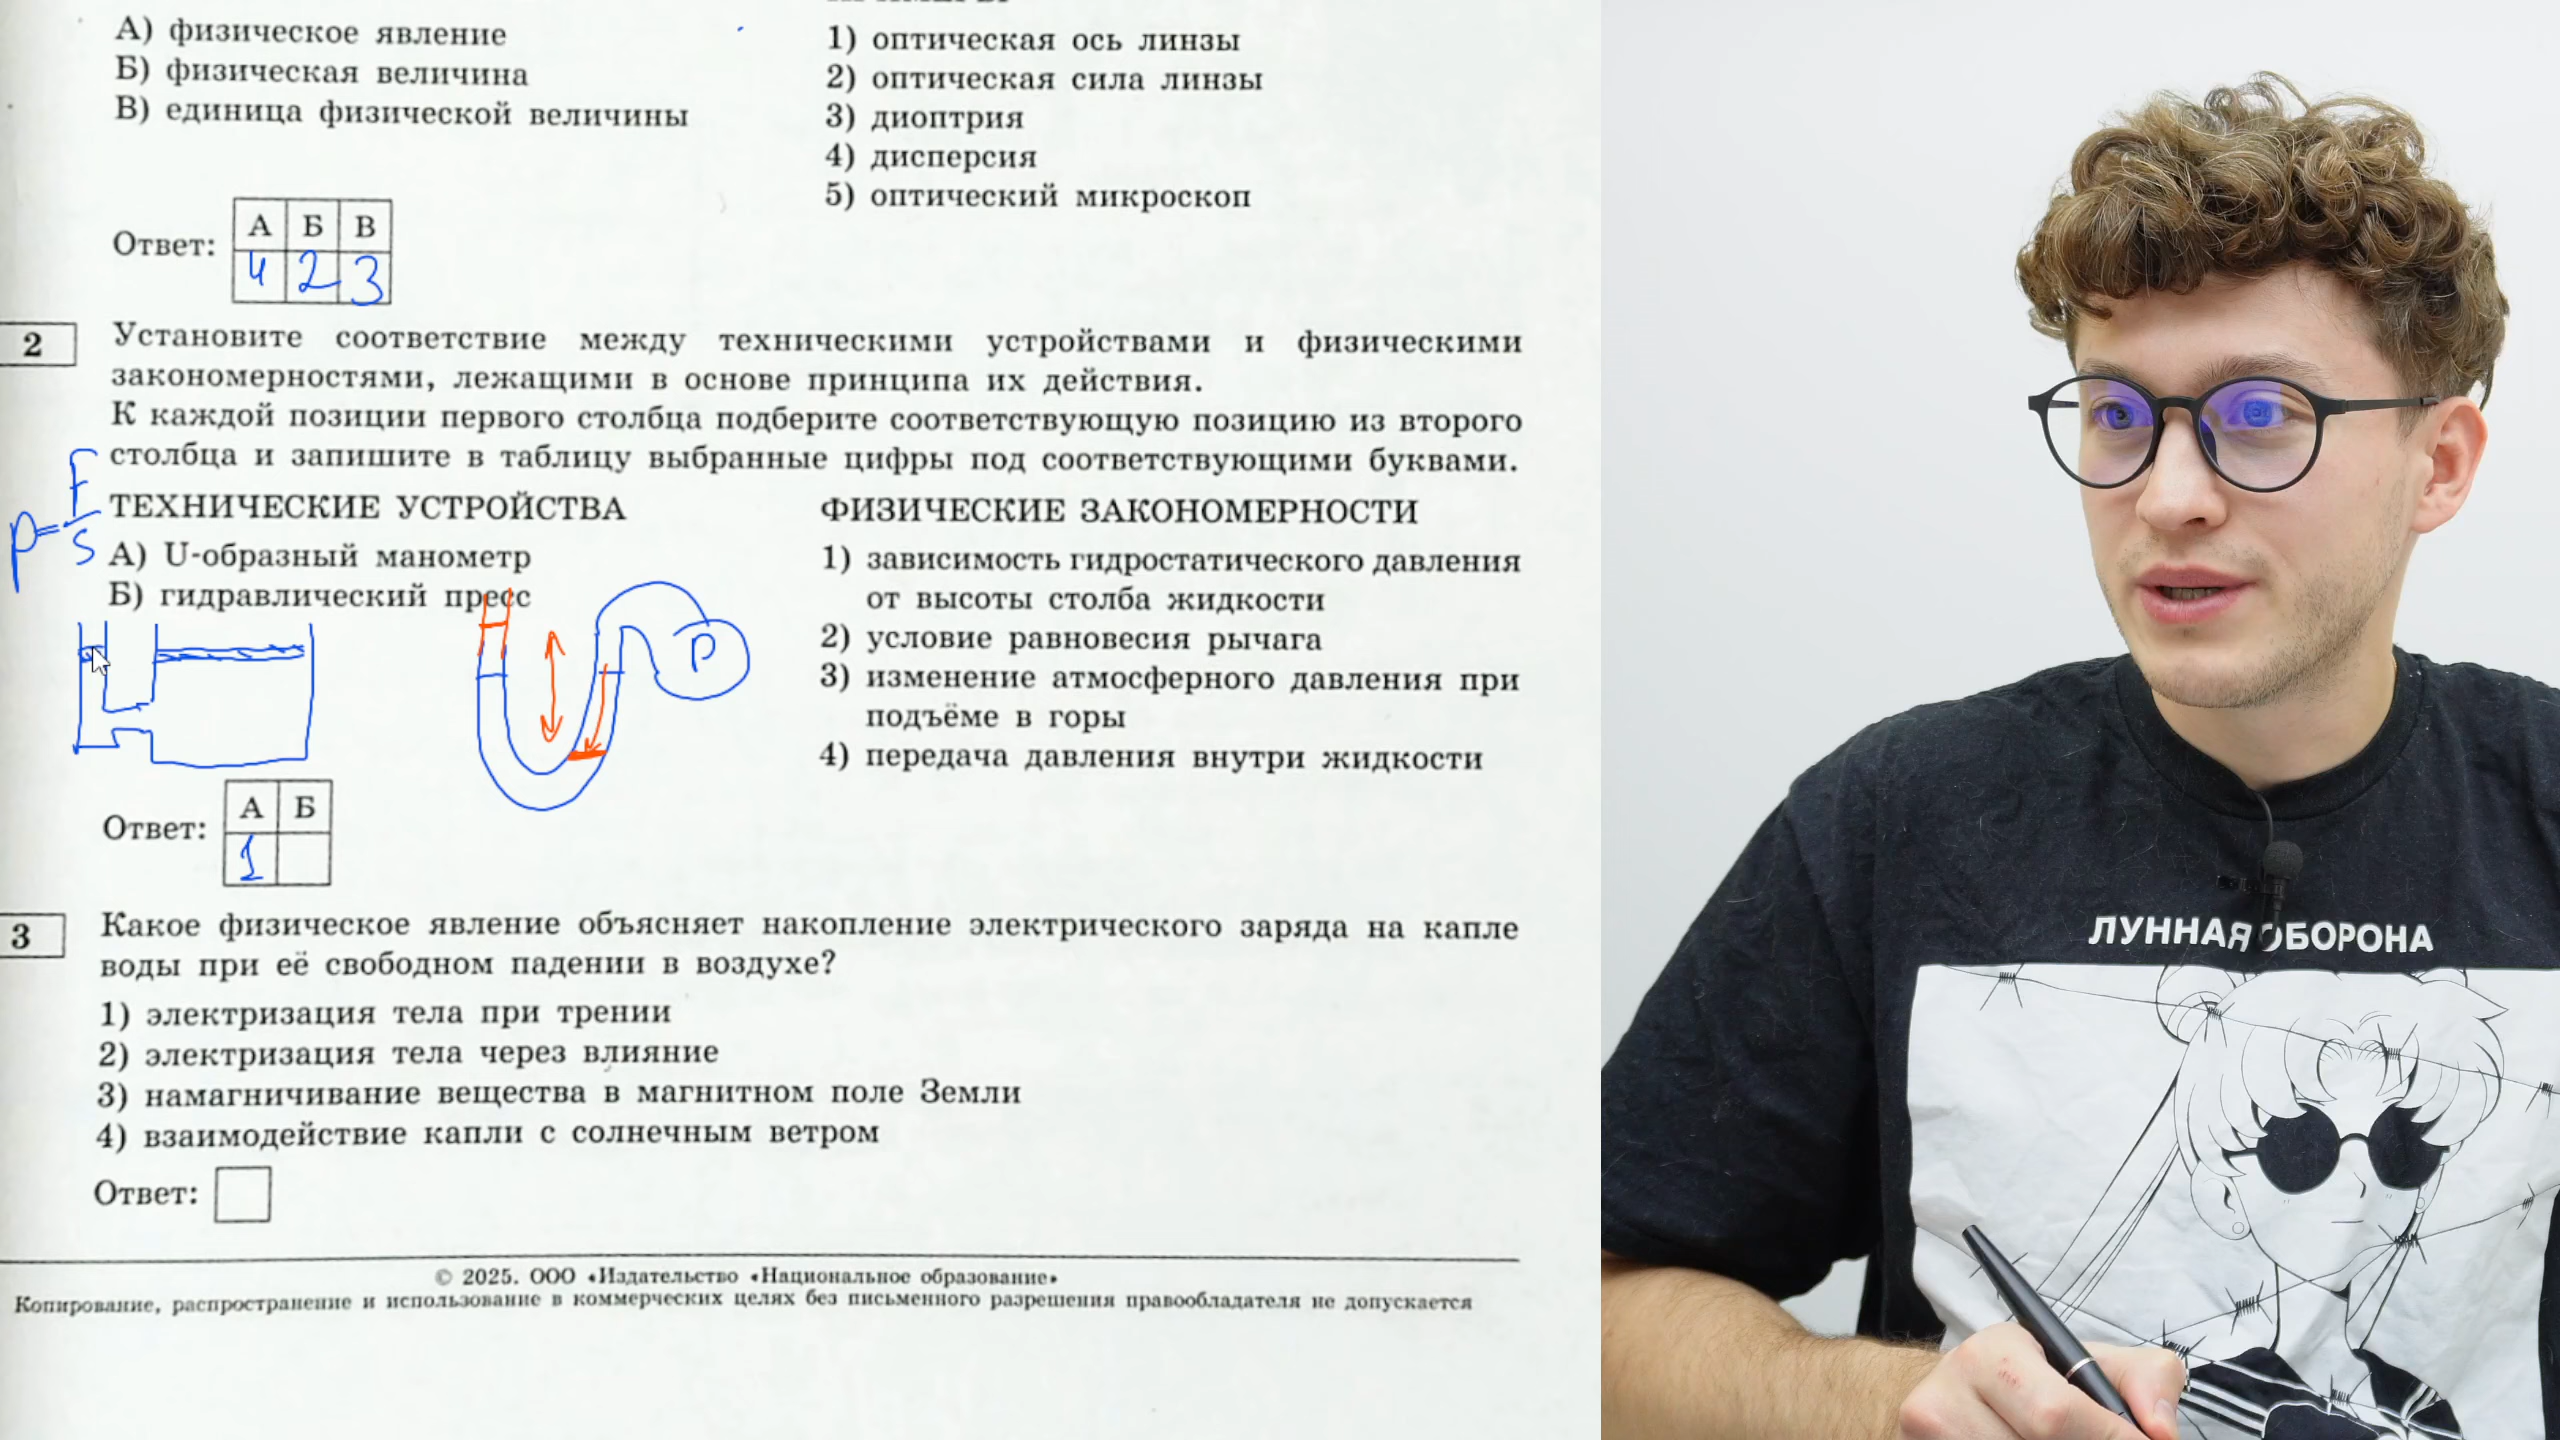 А) физическое явление
Б) физическая величина
В) единица физической величины
1) оптическая ось линзы
2) оптическая сила линзы
3) диоптрия
4) дисперсия
5) оптический микроскоп
Ответ:
А Б В
4 2 3
2
Установите соответствие между техническими устройствами и физическими
закономерностями, лежащими в основе принципа их действия.
К каждой позиции первого столбца подберите соответствующую позицию из второго
столбца и запишите в таблицу выбранные цифры под соответствующими буквами.
p=F/S
ТЕХНИЧЕСКИЕ УСТРОЙСТВА
А) U-образный манометр
Б) гидравлический пресс
P
ФИЗИЧЕСКИЕ ЗАКОНОМЕРНОСТИ
1) зависимость гидростатического давления
от высоты столба жидкости
2) условие равновесия рычага
3) изменение атмосферного давления при
подъёме в горы
4) передача давления внутри жидкости
Ответ:
А Б
1
3
Какое физическое явление объясняет накопление электрического заряда на капле
воды при её свободном падении в воздухе?
1) электризация тела при трении
2) электризация тела через влияние
3) намагничивание вещества в магнитном поле Земли
4) взаимодействие капли с солнечным ветром
Ответ:
© 2025. ООО «Издательство «Национальное образование»
Копирование, распространение и использование в коммерческих целях без письменного разрешения правообладателя не допускается
ЛУННАЯ ОБОРОНА